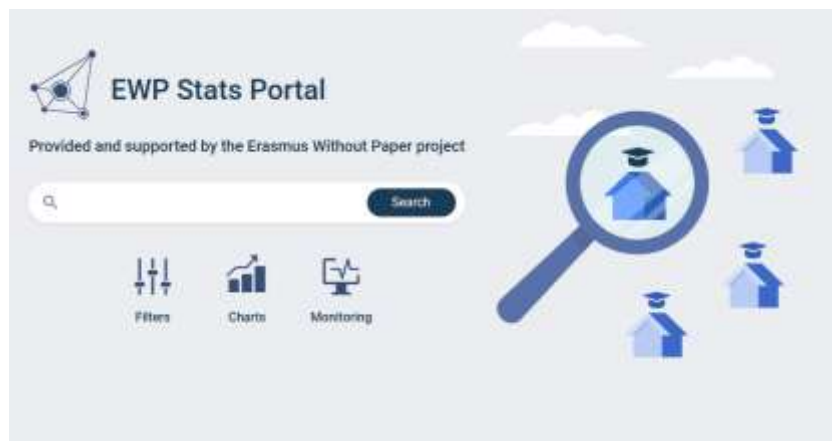 EWP Stats Portal
Provided and supported by the Erasmus Without Paper project
Search
Filters Charts Monitoring